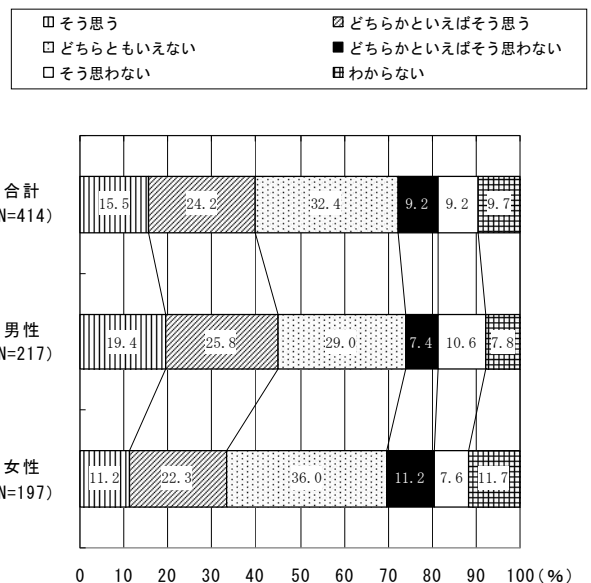 そう思う どちらかといえばそう思う
どちらともいえない どちらかといえばそう思わない
そう思わない わからない
合計
N=414)
15.5 24.2 32.4 9.2 9.2 9.7
男性
N=217)
19.4 25.8 29.0 7.4 10.6 7.8
女性
N=197)
11.2 22.3 36.0 11.2 7.6 11.7
0 10 20 30 40 50 60 70 80 90 100(%)